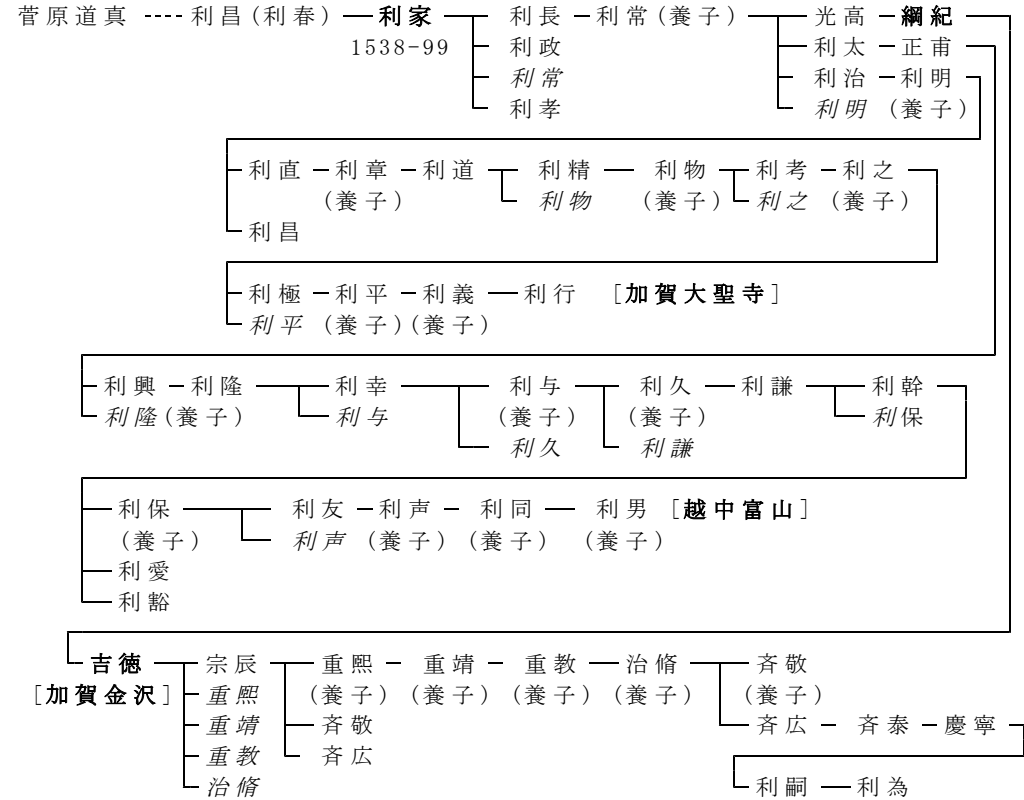 菅原道真 ---- 利昌(利春) 利家 利長 利常(養子) 光高 綱紀
1538-99 利政 利太 正甫
利常 利治 利明
利孝 利明 (養子)
利直 利章 利道 利精 利物 利考 利之
(養子) 利物 (養子) 利之 (養子)
利昌
利極 利平 利義 利行 [加賀大聖寺]
利平 (養子)(養子)
利興 利隆 利幸 利与 利久 利謙 利幹
利隆(養子) 利与 (養子) (養子) 利保
利久 利謙
利保 利友 利声 利同 利男 [越中富山]
(養子) 利声 (養子) (養子) (養子)
利愛
利豁
吉徳 宗辰 重熙 重靖 重教 治脩 斉敬
[加賀金沢] 重熙 (養子) (養子) (養子) (養子) (養子)
重靖 斉敬 斉広 斉泰 慶寧
重教 斉広
治脩 利嗣 利為